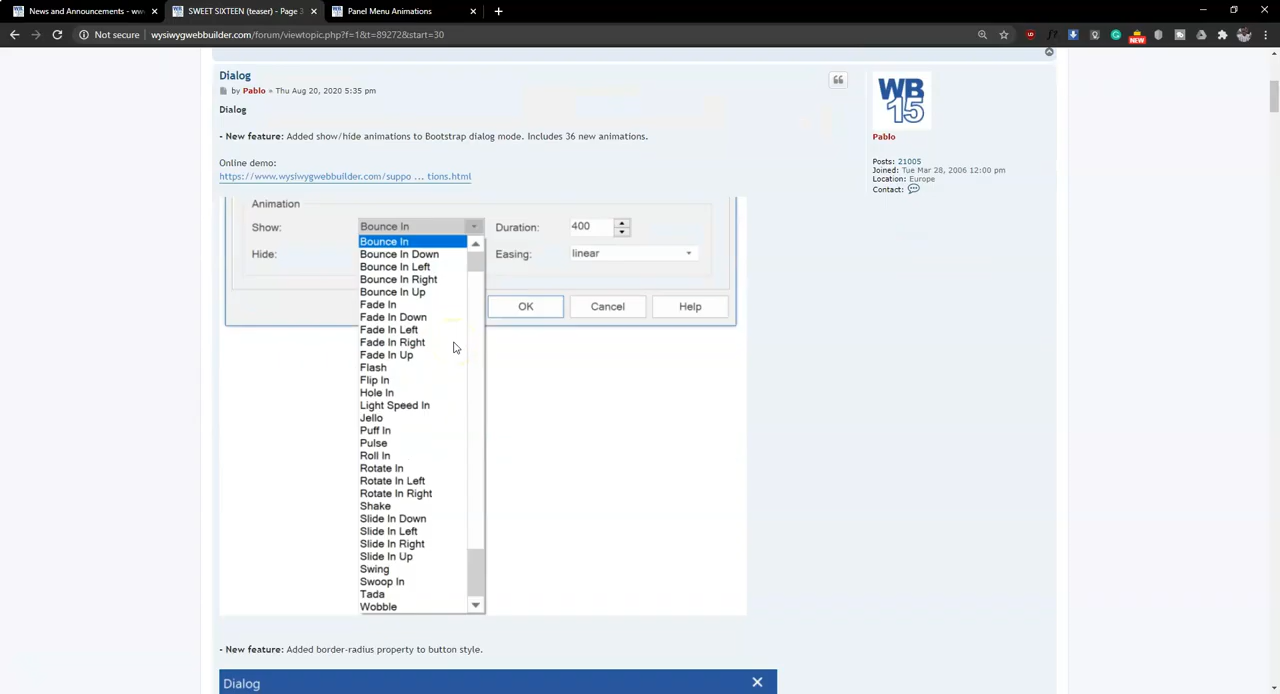 News and Announcements - www.
SWEET SIXTEEN (teaser) - Page 3
Panel Menu Animations
Not secure
wysiwygwebbuilder.com/forum/viewtopic.php?f=1&t=89272&start=30
NEW
Dialog
by Pablo » Thu Aug 20, 2020 5:35 pm
Dialog
- New feature: Added show/hide animations to Bootstrap dialog mode. Includes 36 new animations.
Online demo:
https://www.wysiwygwebbuilder.com/suppo ... tions.html
WB
15
Pablo
Posts: 21005
Joined: Tue Mar 28, 2006 12:00 pm
Location: Europe
Contact:
Animation
Show: Bounce In Duration: 400
Hide: Easing: linear
OK Cancel Help
Bounce In
Bounce In Down
Bounce In Left
Bounce In Right
Bounce In Up
Fade In
Fade In Down
Fade In Left
Fade In Right
Fade In Up
Flash
Flip In
Hole In
Light Speed In
Jello
Puff In
Pulse
Roll In
Rotate In
Rotate In Left
Rotate In Right
Shake
Slide In Down
Slide In Left
Slide In Right
Slide In Up
Swing
Swoop In
Tada
Wobble
- New feature: Added border-radius property to button style.
Dialog